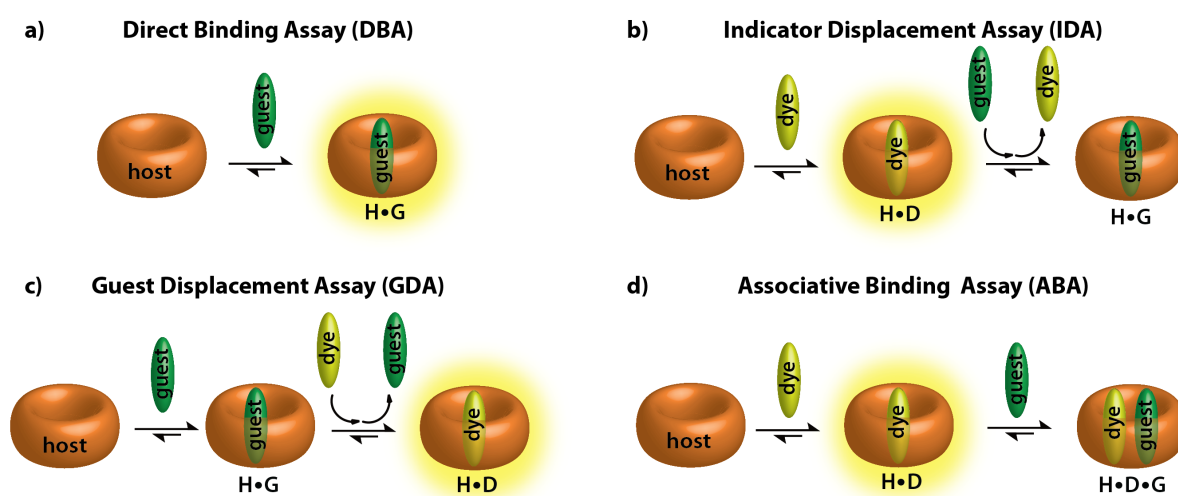 a) Direct Binding Assay (DBA)
guest
host
guest
H•G
b) Indicator Displacement Assay (IDA)
guest
dye
dye
host
dye
guest
H•D
H•G
c) Guest Displacement Assay (GDA)
dye
guest
guest
host
guest
dye
H•G
H•D
d) Associative Binding Assay (ABA)
dye
guest
host
dye
dye
guest
H•D
H•D•G